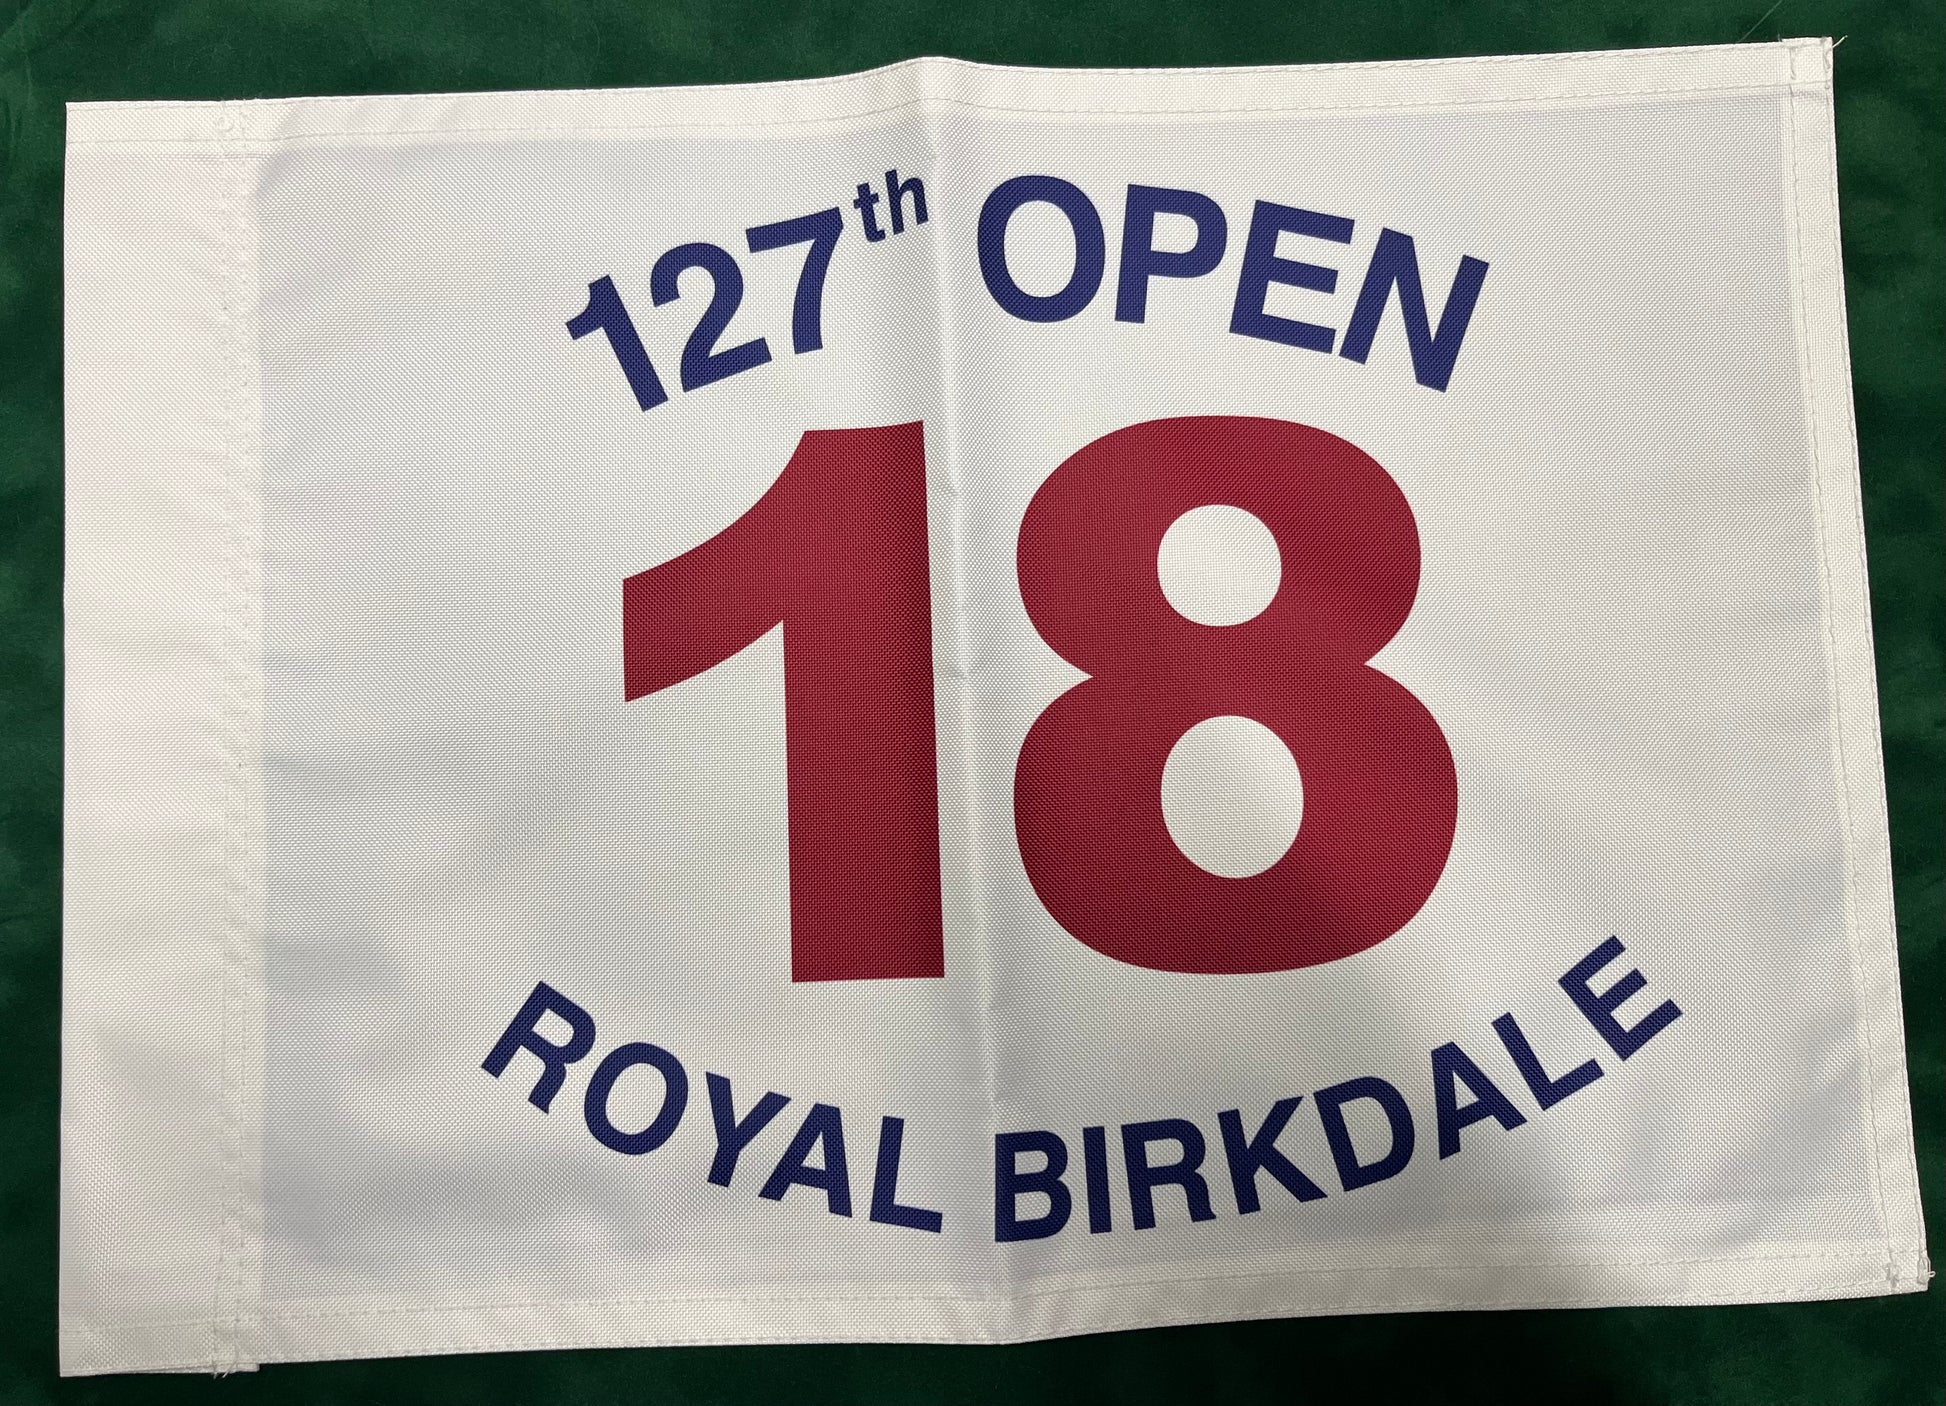 127th OPEN
18
ROYAL BIRKDALE